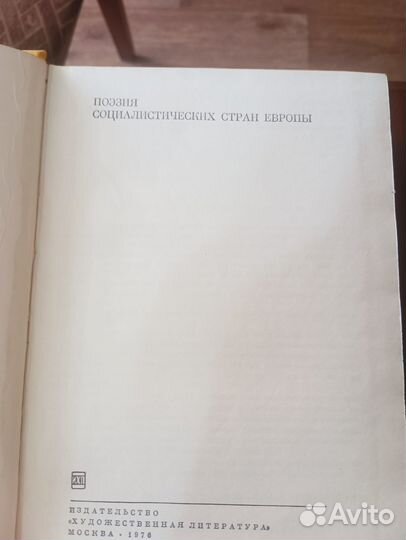 ПОЭЗИЯ
СОЦИАЛИСТИЧЕСКИХ СТРАН ЕВРОПЫ
ИЗДАТЕЛЬСТВО
«ХУДОЖЕСТВЕННАЯ ЛИТЕРАТУРА»
МОСКВА · 1976
Avito